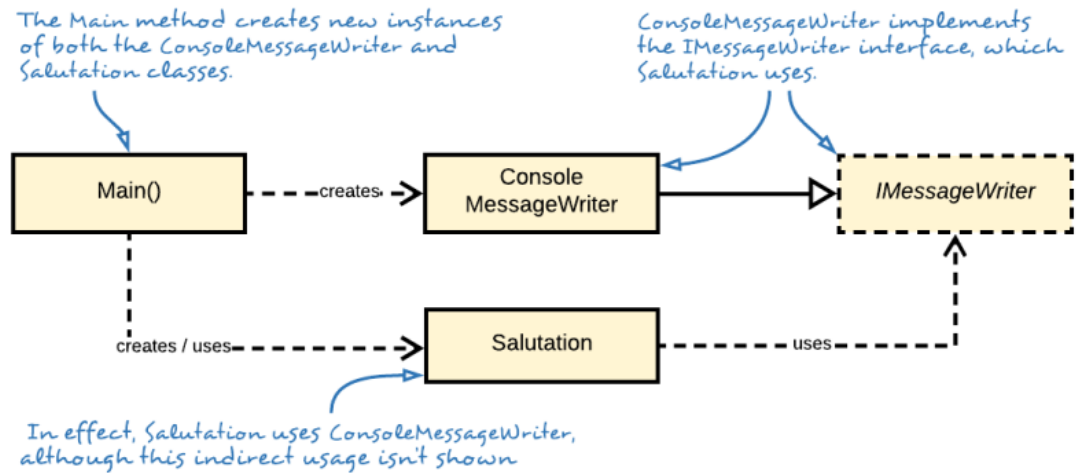 The Main method creates new instances
of both the ConsoleMessageWriter and
Salutation classes.
ConsoleMessageWriter implements
the IMessageWriter interface, which
Salutation uses.
Main()
creates
Console
MessageWriter
IMessageWriter
creates / uses
Salutation
uses
In effect, Salutation uses ConsoleMessageWriter,
although this indirect usage isn't shown